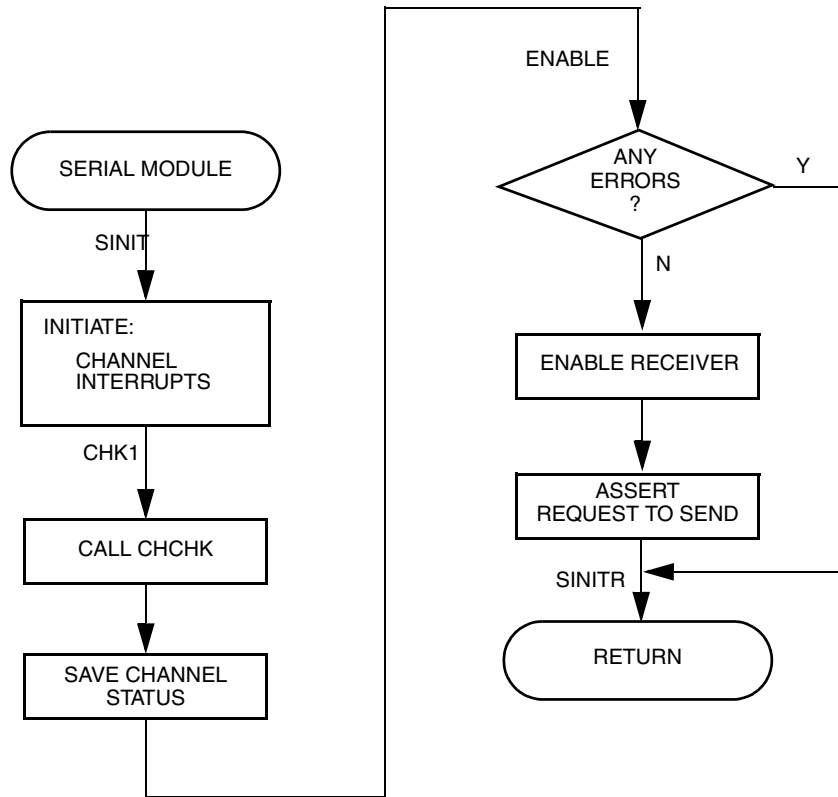 SERIAL MODULE
SINIT
INITIATE:
CHANNEL
INTERRUPTS
CHK1
CALL CHCHK
SAVE CHANNEL
STATUS
ENABLE
ANY
ERRORS
?
Y
N
ENABLE RECEIVER
ASSERT
REQUEST TO SEND
SINITR
RETURN